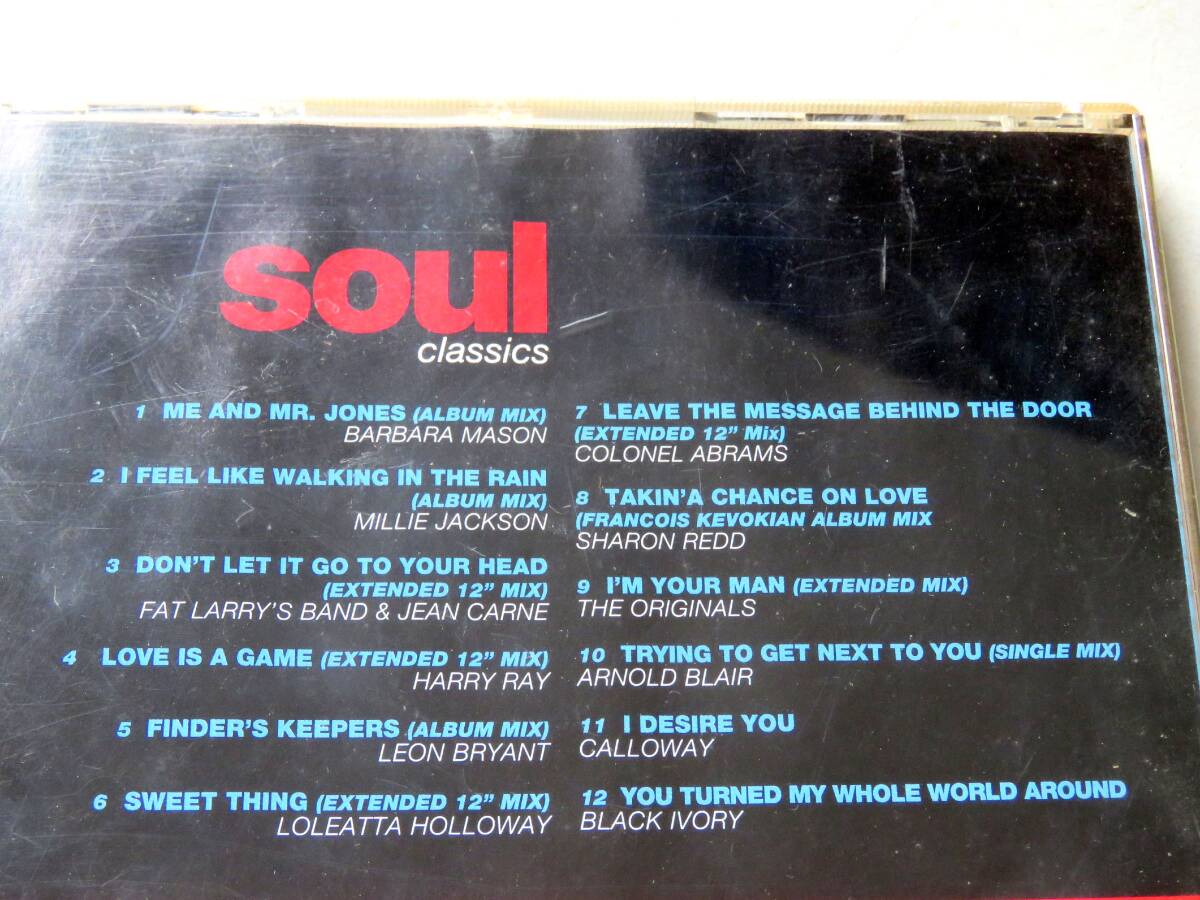 soul
classics
1 ME AND MR. JONES (ALBUM MIX)
BARBARA MASON
2 I FEEL LIKE WALKING IN THE RAIN
(ALBUM MIX)
MILLIE JACKSON
3 DON'T LET IT GO TO YOUR HEAD
(EXTENDED 12" MIX)
FAT LARRY'S BAND & JEAN CARNE
4 LOVE IS A GAME (EXTENDED 12" MIX)
HARRY RAY
5 FINDER'S KEEPERS (ALBUM MIX)
LEON BRYANT
6 SWEET THING (EXTENDED 12" MIX)
LOLEATTA HOLLOWAY
7 LEAVE THE MESSAGE BEHIND THE DOOR
(EXTENDED 12" Mix)
COLONEL ABRAMS
8 TAKIN'A CHANCE ON LOVE
(FRANCOIS KEVOKIAN ALBUM MIX
SHARON REDD
9 I'M YOUR MAN (EXTENDED MIX)
THE ORIGINALS
10 TRYING TO GET NEXT TO YOU (SINGLE MIX)
ARNOLD BLAIR
11 I DESIRE YOU
CALLOWAY
12 YOU TURNED MY WHOLE WORLD AROUND
BLACK IVORY